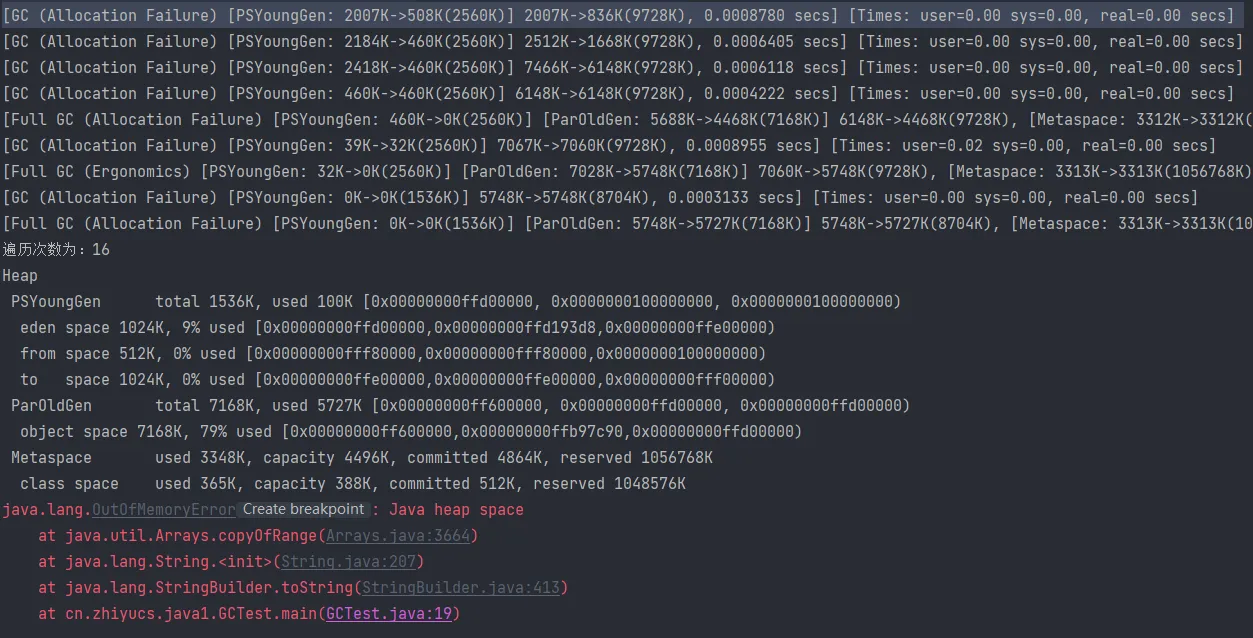 [GC (Allocation Failure) [PSYoungGen: 2007K->508K(2560K)] 2007K->836K(9728K), 0.0008780 secs] [Times: user=0.00 sys=0.00, real=0.00 secs]
[GC (Allocation Failure) [PSYoungGen: 2184K->460K(2560K)] 2512K->1668K(9728K), 0.0006405 secs] [Times: user=0.00 sys=0.00, real=0.00 secs]
[GC (Allocation Failure) [PSYoungGen: 2418K->460K(2560K)] 7466K->6148K(9728K), 0.0006118 secs] [Times: user=0.00 sys=0.00, real=0.00 secs]
[GC (Allocation Failure) [PSYoungGen: 460K->460K(2560K)] 6148K->6148K(9728K), 0.0004222 secs] [Times: user=0.00 sys=0.00, real=0.00 secs]
[Full GC (Allocation Failure) [PSYoungGen: 460K->0K(2560K)] [ParOldGen: 5688K->4468K(7168K)] 6148K->4468K(9728K), [Metaspace: 3312K->3312K(
[GC (Allocation Failure) [PSYoungGen: 39K->32K(2560K)] 7067K->7060K(9728K), 0.0008955 secs] [Times: user=0.02 sys=0.00, real=0.00 secs]
[Full GC (Ergonomics) [PSYoungGen: 32K->0K(2560K)] [ParOldGen: 7028K->5748K(7168K)] 7060K->5748K(9728K), [Metaspace: 3313K->3313K(1056768K)
[GC (Allocation Failure) [PSYoungGen: 0K->0K(1536K)] 5748K->5748K(8704K), 0.0003133 secs] [Times: user=0.00 sys=0.00, real=0.00 secs]
[Full GC (Allocation Failure) [PSYoungGen: 0K->0K(1536K)] [ParOldGen: 5748K->5727K(7168K)] 5748K->5727K(8704K), [Metaspace: 3313K->3313K(10
遍历次数为：16
Heap
PSYoungGen total 1536K, used 100K [0x00000000ffd00000, 0x0000000100000000, 0x0000000100000000)
eden space 1024K, 9% used [0x00000000ffd00000,0x00000000ffd193d8,0x00000000ffe00000)
from space 512K, 0% used [0x00000000fff80000,0x00000000fff80000,0x0000000100000000)
to space 1024K, 0% used [0x00000000ffe00000,0x00000000ffe00000,0x00000000fff00000)
ParOldGen total 7168K, used 5727K [0x00000000ff600000, 0x00000000ffd00000, 0x00000000ffd00000)
object space 7168K, 79% used [0x00000000ff600000,0x00000000ffb97c90,0x00000000ffd00000)
Metaspace used 3348K, capacity 4496K, committed 4864K, reserved 1056768K
class space used 365K, capacity 388K, committed 512K, reserved 1048576K
java.lang.OutOfMemoryError Create breakpoint : Java heap space
at java.util.Arrays.copyOfRange(Arrays.java:3664)
at java.lang.String.<init>(String.java:207)
at java.lang.StringBuilder.toString(StringBuilder.java:413)
at cn.zhiyucs.java1.GCTest.main(GCTest.java:19)